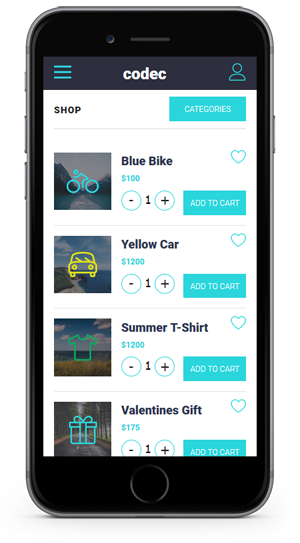 codec
SHOP
CATEGORIES
Blue Bike
$100
- 1 +
ADD TO CART
Yellow Car
$1200
- 1 +
ADD TO CART
Summer T-Shirt
$1200
- 1 +
ADD TO CART
Valentines Gift
$175
- 1 +
ADD TO CART